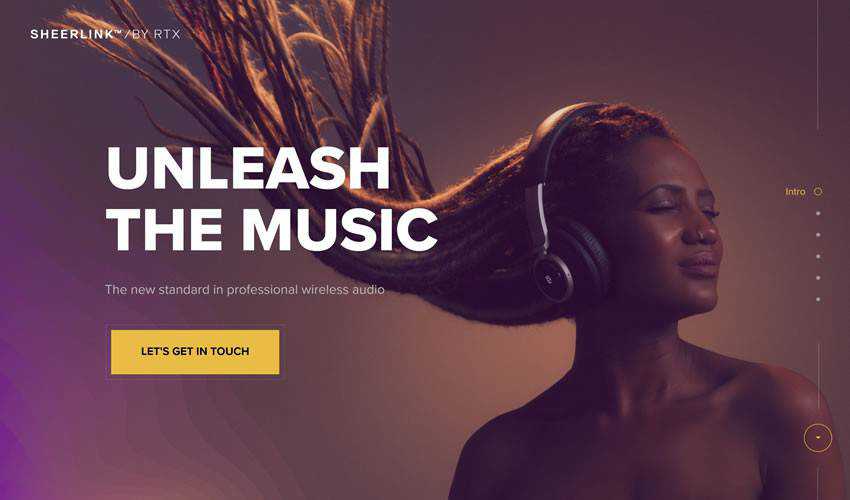 SHEERLINK™/BY RTX
UNLEASH
THE MUSIC
Intro
The new standard in professional wireless audio
LET'S GET IN TOUCH